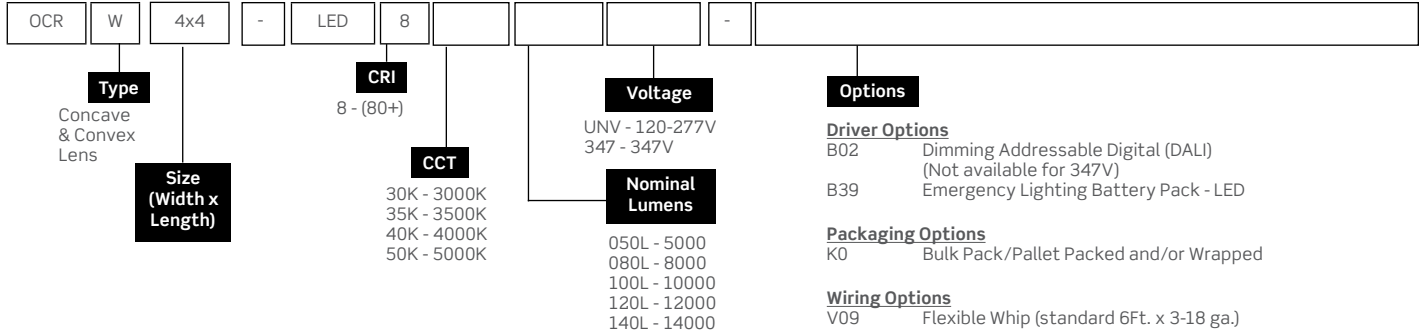 OCR W 4x4 - LED 8 -
Type
Concave
& Convex
Lens
Size
(Width x
Length)
CRI
8 - (80+)
CCT
30K - 3000K
35K - 3500K
40K - 4000K
50K - 5000K
Voltage
UNV - 120-277V
347 - 347V
Nominal
Lumens
050L - 5000
080L - 8000
100L - 10000
120L - 12000
140L - 14000
Options
Driver Options
B02 Dimming Addressable Digital (DALI)
(Not available for 347V)
B39 Emergency Lighting Battery Pack - LED
Packaging Options
K0 Bulk Pack/Pallet Packed and/or Wrapped
Wiring Options
V09 Flexible Whip (standard 6Ft. x 3-18 ga.)